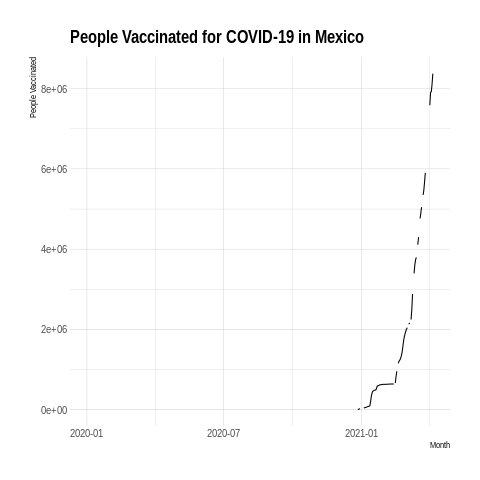 People Vaccinated for COVID-19 in Mexico
People Vaccinated
8e+06
6e+06
4e+06
2e+06
0e+00
2020-01
2020-07
2021-01
Month